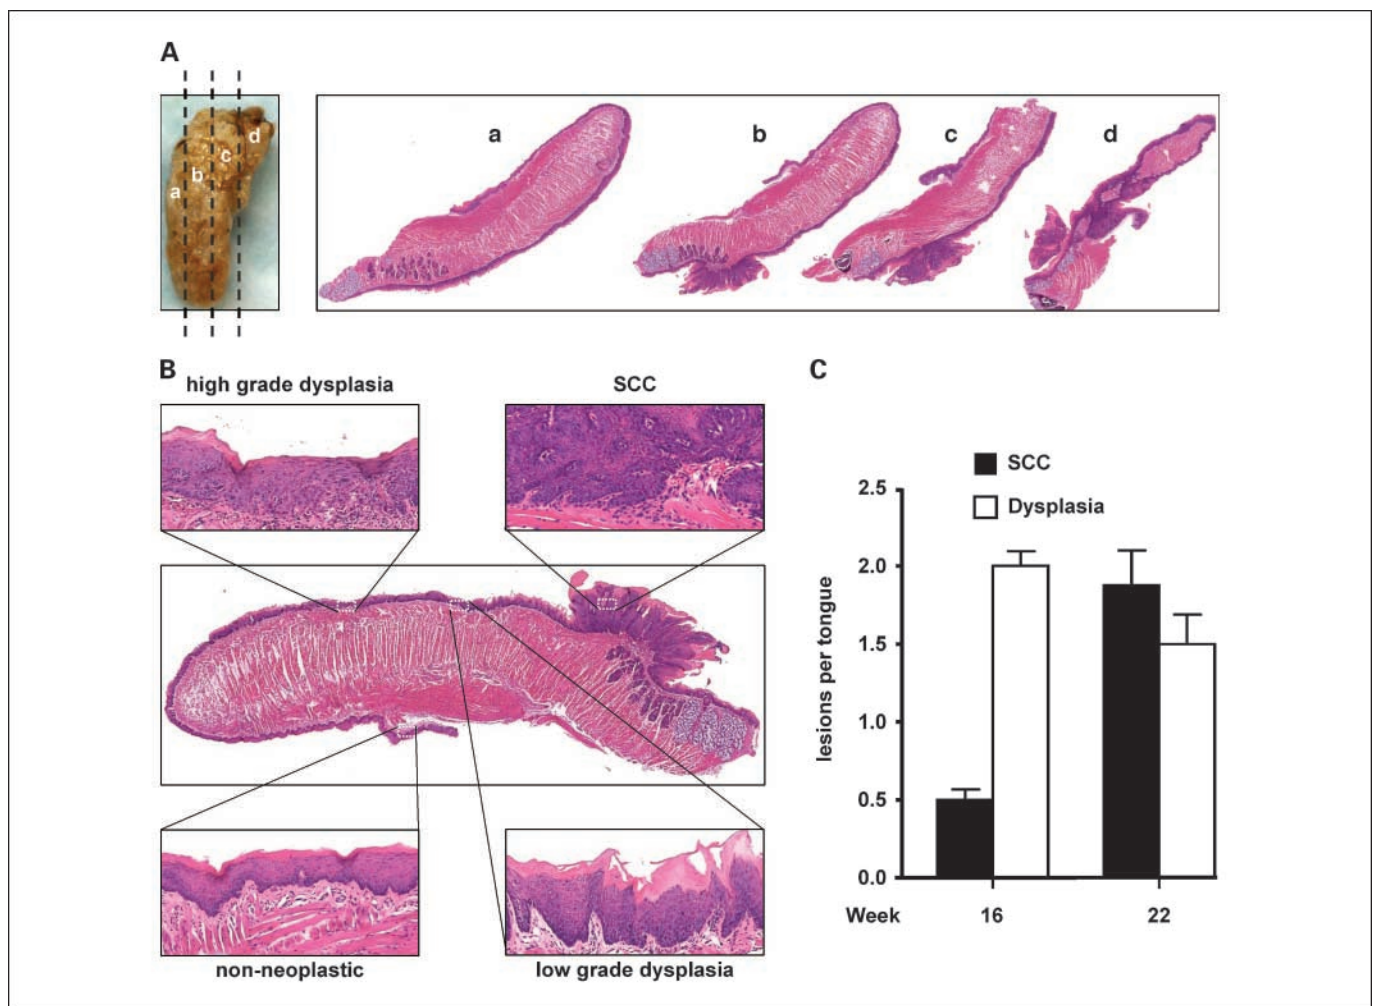 A
a
b
c
d
a
b
c
d
B
high grade dysplasia
SCC
non-neoplastic
low grade dysplasia
C
SCC
Dysplasia
lesions per tongue
2.5
2.0
1.5
1.0
0.5
0.0
Week
16
22